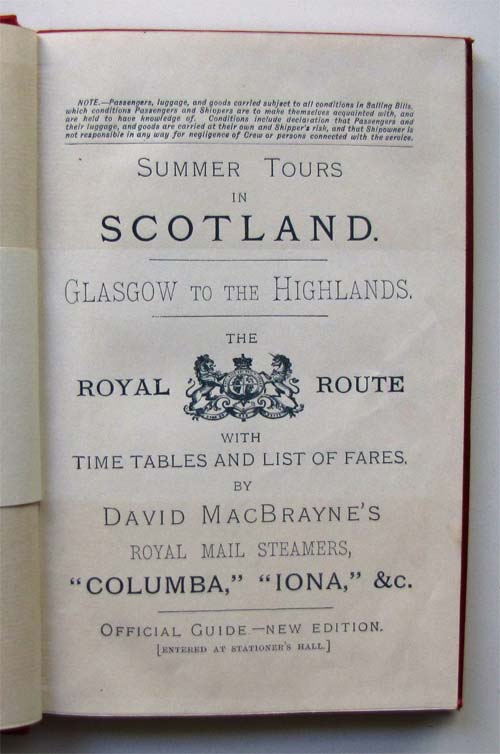 NOTE.—Passengers, luggage, and goods carried subject to all conditions in Sailing Bills,
which conditions Passengers and Shippers are to make themselves acquainted with, and
are held to have knowledge of. Conditions include declaration that Passengers and
their luggage, and goods are carried at their own and Shipper's risk, and that Shipowner is
not responsible in any way for negligence of Crew or persons connected with the service.
SUMMER TOURS
IN
SCOTLAND.
GLASGOW TO THE HIGHLANDS.
THE
ROYAL ROUTE
WITH
TIME TABLES AND LIST OF FARES,
BY
DAVID MACBRAYNE'S
ROYAL MAIL STEAMERS,
"COLUMBA," "IONA," &c.
OFFICIAL GUIDE.—NEW EDITION.
[ENTERED AT STATIONER'S HALL.]